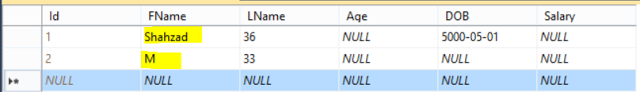 Id FName LName Age DOB Salary
1 Shahzad 36 NULL 5000-05-01 NULL
2 M 33 NULL NULL NULL
NULL NULL NULL NULL NULL NULL